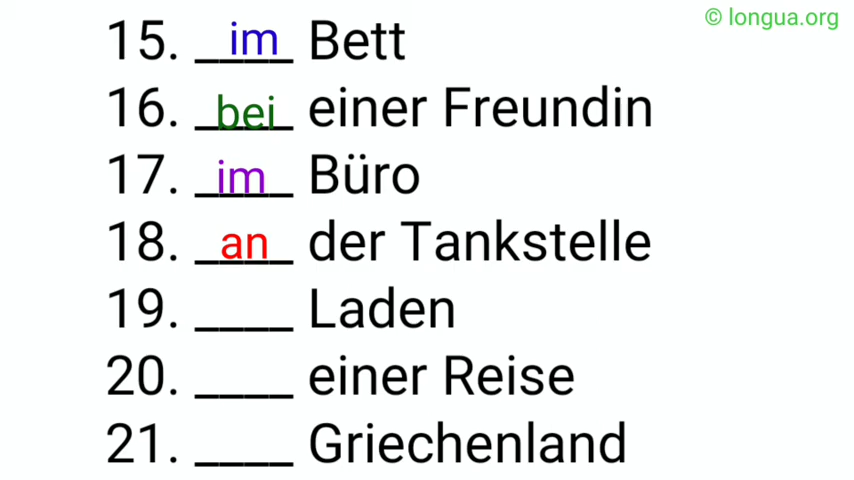 © longua.org
15. im Bett
16. bei einer Freundin
17. im Büro
18. an der Tankstelle
19. ____ Laden
20. ____ einer Reise
21. ____ Griechenland